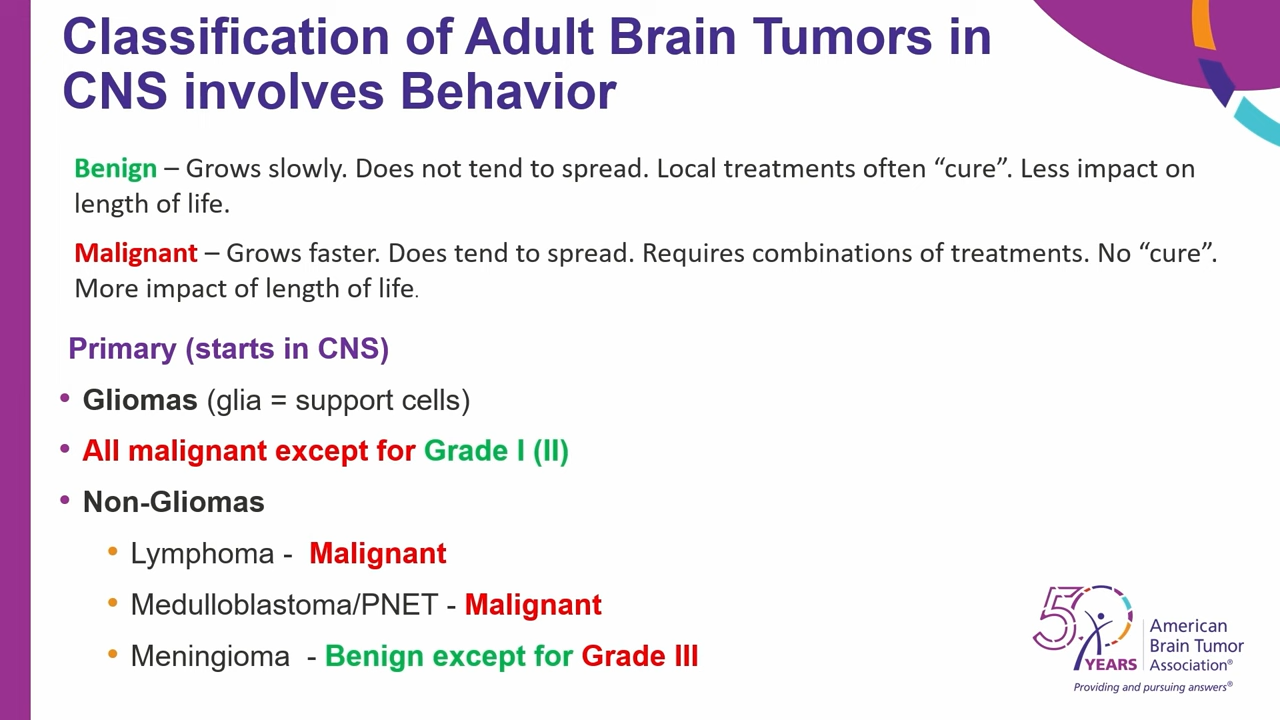 Classification of Adult Brain Tumors in
CNS involves Behavior
Benign – Grows slowly. Does not tend to spread. Local treatments often “cure”. Less impact on
length of life.
Malignant – Grows faster. Does tend to spread. Requires combinations of treatments. No “cure”.
More impact of length of life.
Primary (starts in CNS)
• Gliomas (glia = support cells)
• All malignant except for Grade I (II)
• Non-Gliomas
• Lymphoma - Malignant
• Medulloblastoma/PNET - Malignant
• Meningioma - Benign except for Grade III
50 YEARS
American
Brain Tumor
Association®
Providing and pursuing answers®